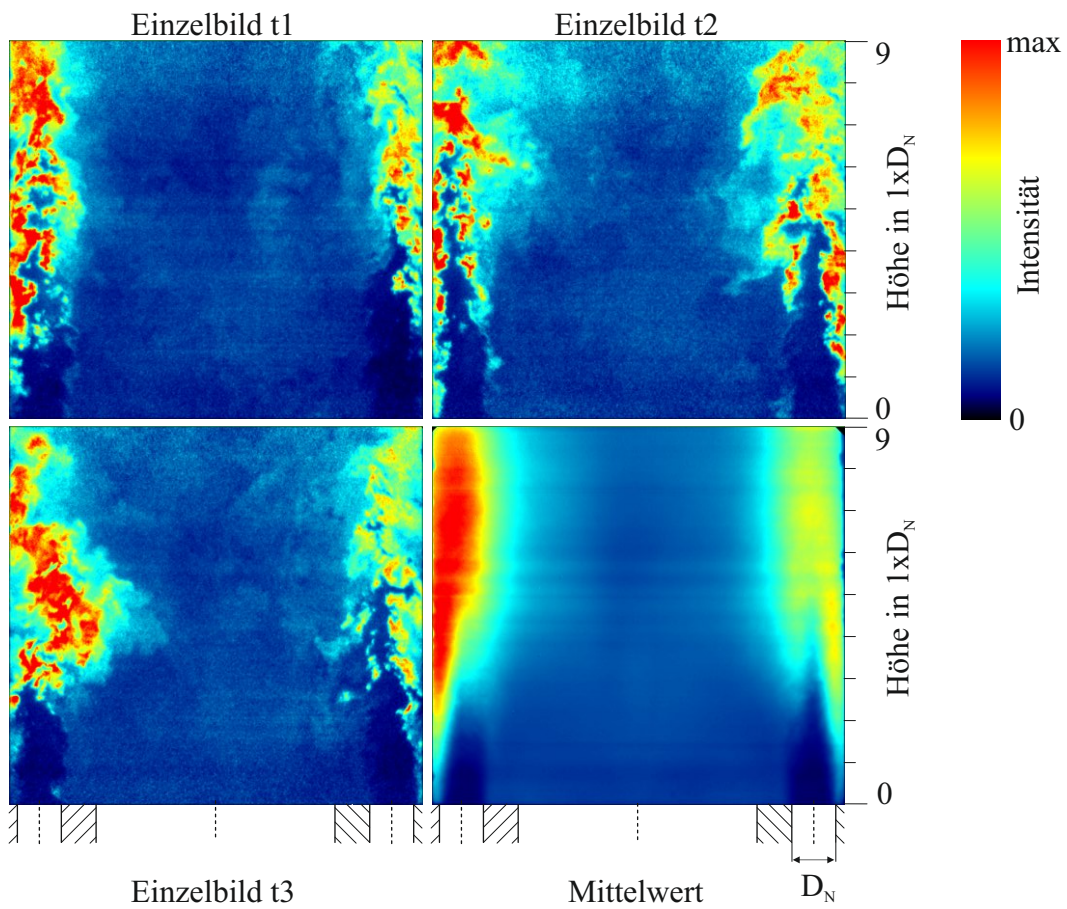 Einzelbild t1
Einzelbild t2
9
Höhe in 1xD_N
0
max
Intensität
0
9
Höhe in 1xD_N
0
Einzelbild t3
Mittelwert
D_N